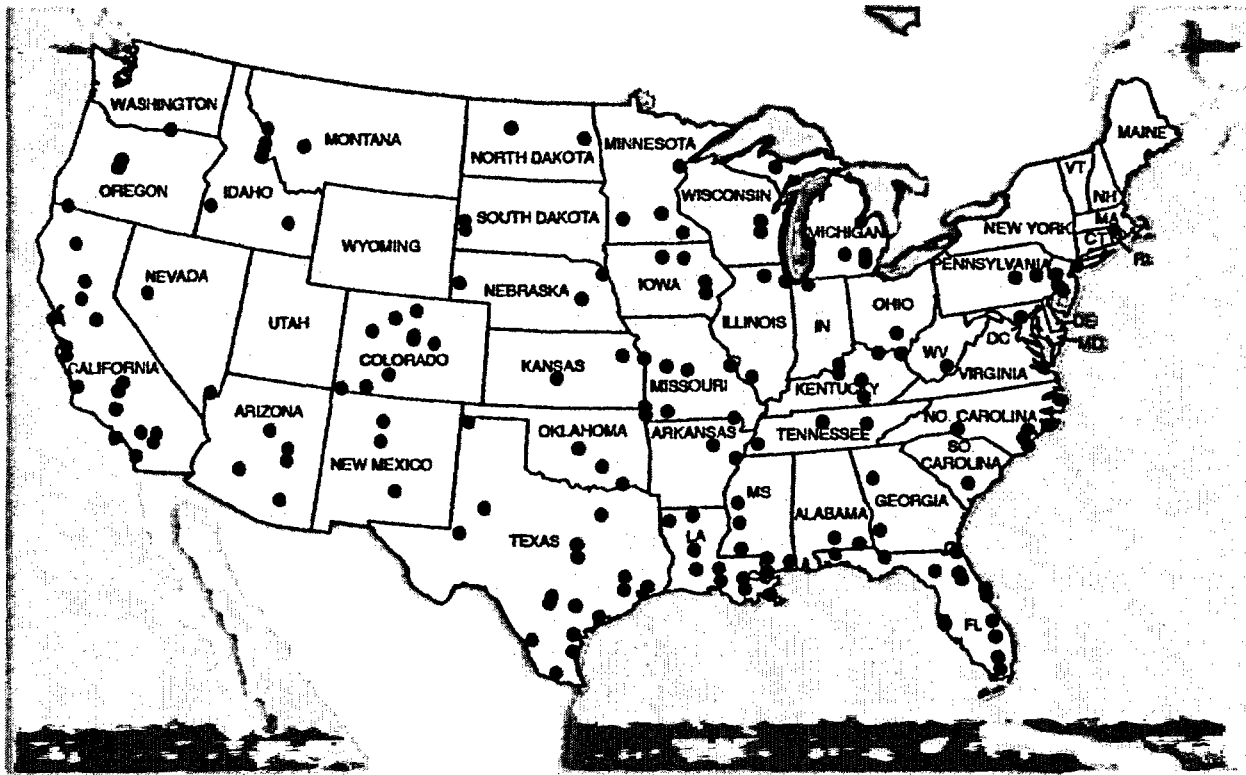 WASHINGTON
MONTANA
NORTH DAKOTA
MINNESOTA
MAINE
OREGON
IDAHO
WISCONSIN
VT
NH
SOUTH DAKOTA
MICHIGAN
NEW YORK
MA
WYOMING
CT
RI
NEVADA
NEBRASKA
IOWA
PENNSYLVANIA
UTAH
ILLINOIS
IN
OHIO
DE
DC
MD
COLORADO
KANSAS
MISSOURI
WV
CALIFORNIA
KENTUCKY
VIRGINIA
ARIZONA
NEW MEXICO
OKLAHOMA
ARKANSAS
TENNESSEE
NO. CAROLINA
SO.
CAROLINA
MS
ALABAMA
GEORGIA
TEXAS
LA
FL